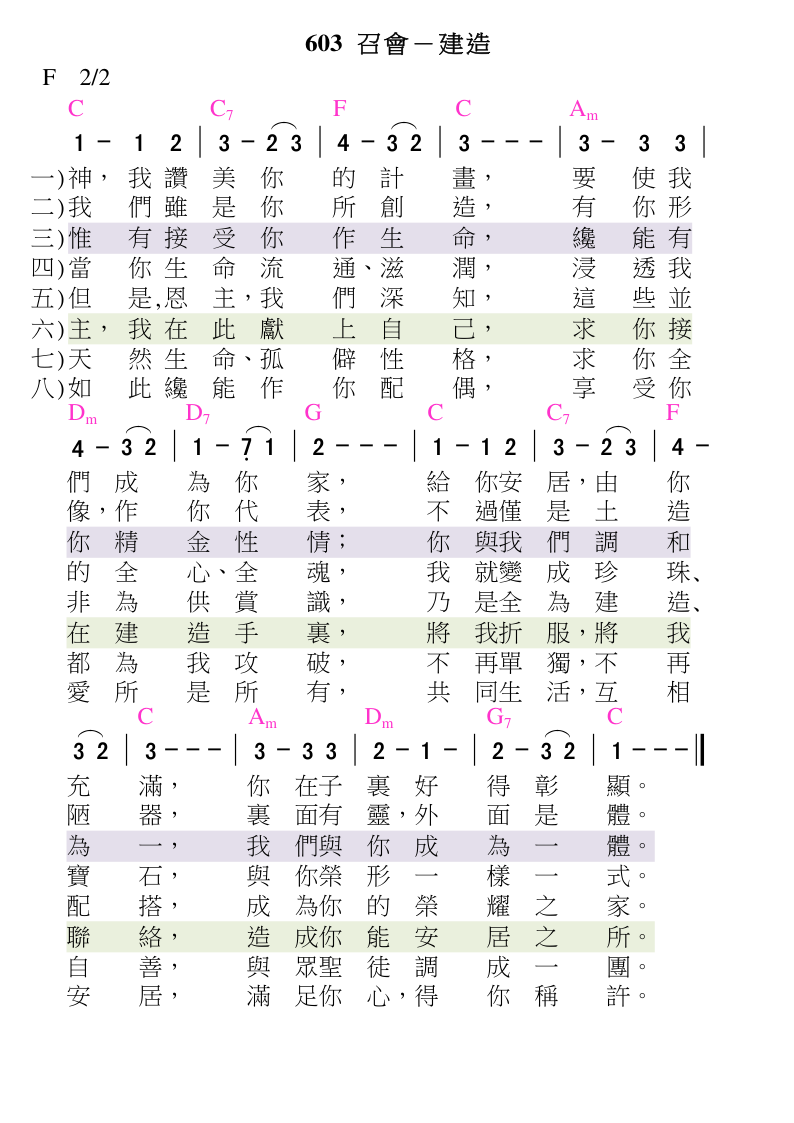 603 召會－建造
F 2/2
C C7 F C Am
1 - 1 2 | 3 - 2 3 | 4 - 3 2 | 3 - - - | 3 - 3 3 |
一)神，我讚美你的計畫，要使我
二)我們雖是你所創造，有你形
三)惟有接受你作生命，纔能有
四)當你生命流通、滋潤，浸透我
五)但是,恩主，我們深知，這些並
六)主，我在此獻上自己，求你接
七)天然生命、孤僻性格，求你全
八)如此纔能作你配偶，享受你
Dm D7 G C C7 F
4 - 3 2 | 1 - 7̣ 1 | 2 - - - | 1 - 1 2 | 3 - 2 3 | 4 -
們成為你家，給你安居，由你
像，作你代表，不過僅是土造
你精金性情；你與我們調和
的全心、全魂，我就變成珍珠、
非為供賞識，乃是全為建造、
在建造手裏，將我折服，將我
都為我攻破，不再單獨，不再
愛所是所有，共同生活，互相
C Am Dm G7 C
3 2 | 3 - - - | 3 - 3 3 | 2 - 1 - | 2 - 3 2 | 1 - - - ‖
充滿，你在子裏好得彰顯。
陋器，裏面有靈，外面是體。
為一，我們與你成為一體。
寶石，與你榮形一樣一式。
配搭，成為你的榮耀之家。
聯絡，造成你能安居之所。
自善，與眾聖徒調成一團。
安居，滿足你心，得你稱許。